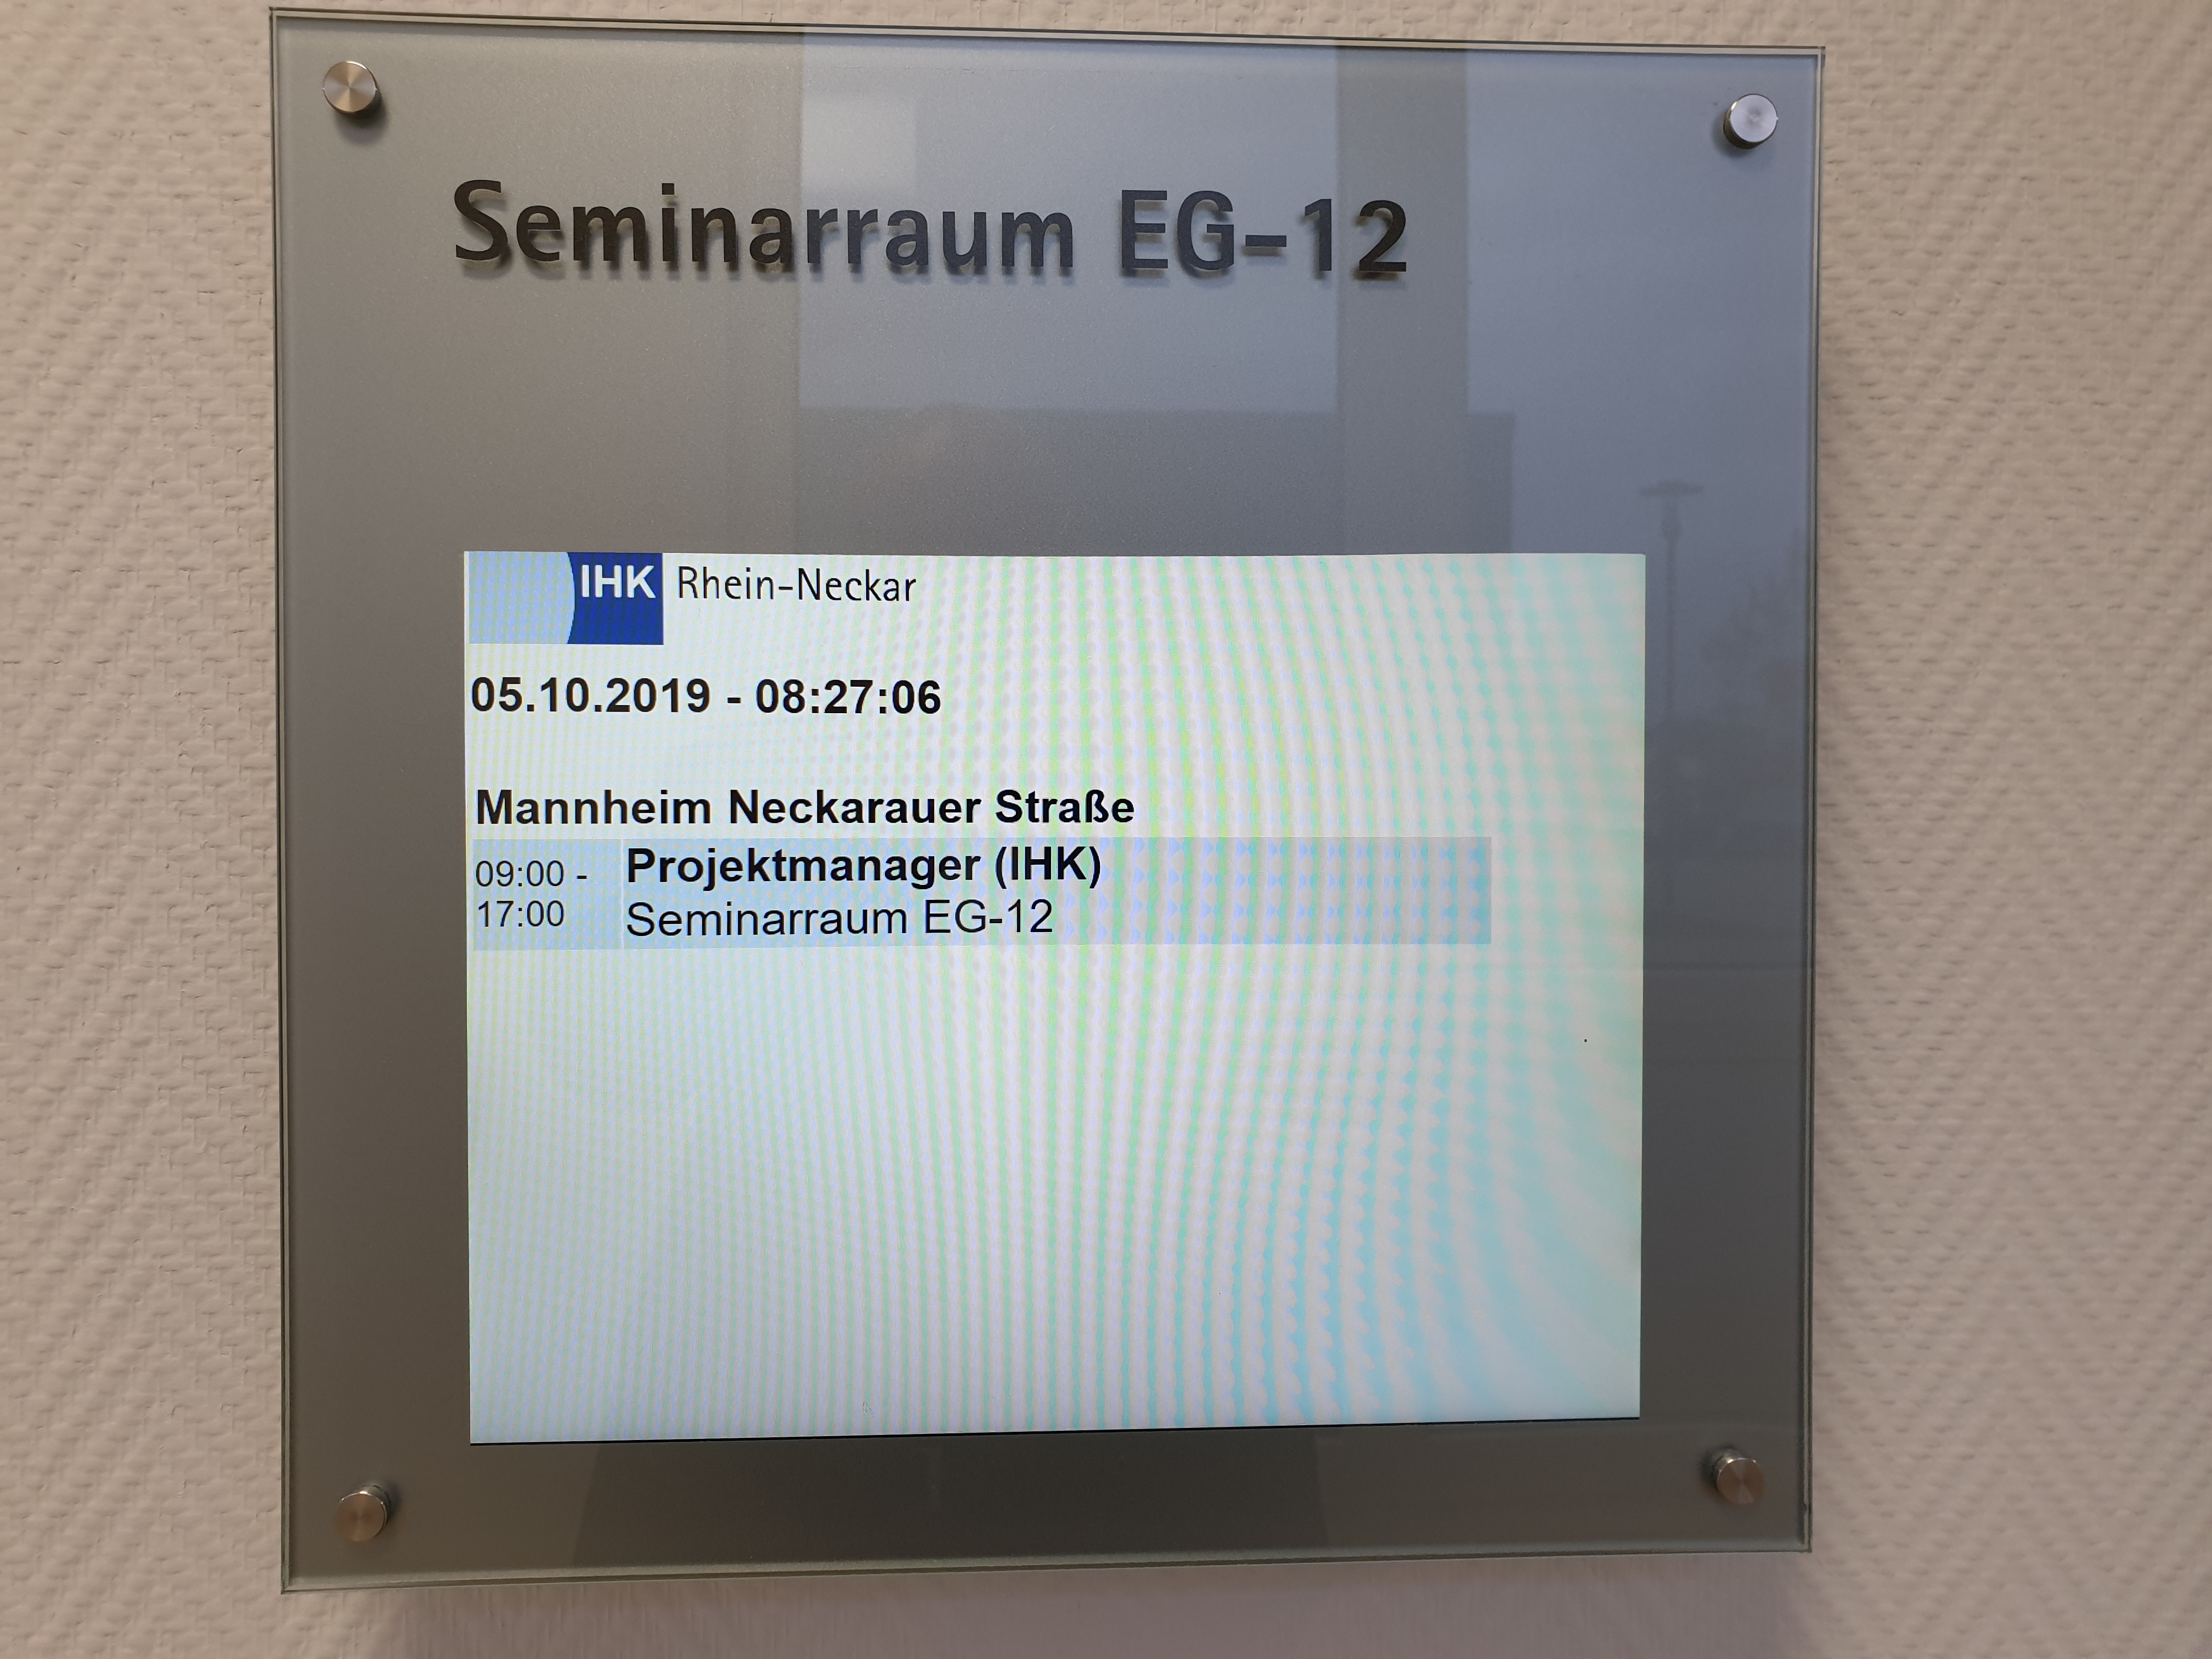 Seminarraum EG-12
IHK Rhein-Neckar
05.10.2019 - 08:27:06
Mannheim Neckarauer Straße
09:00 - Projektmanager (IHK)
17:00 Seminarraum EG-12